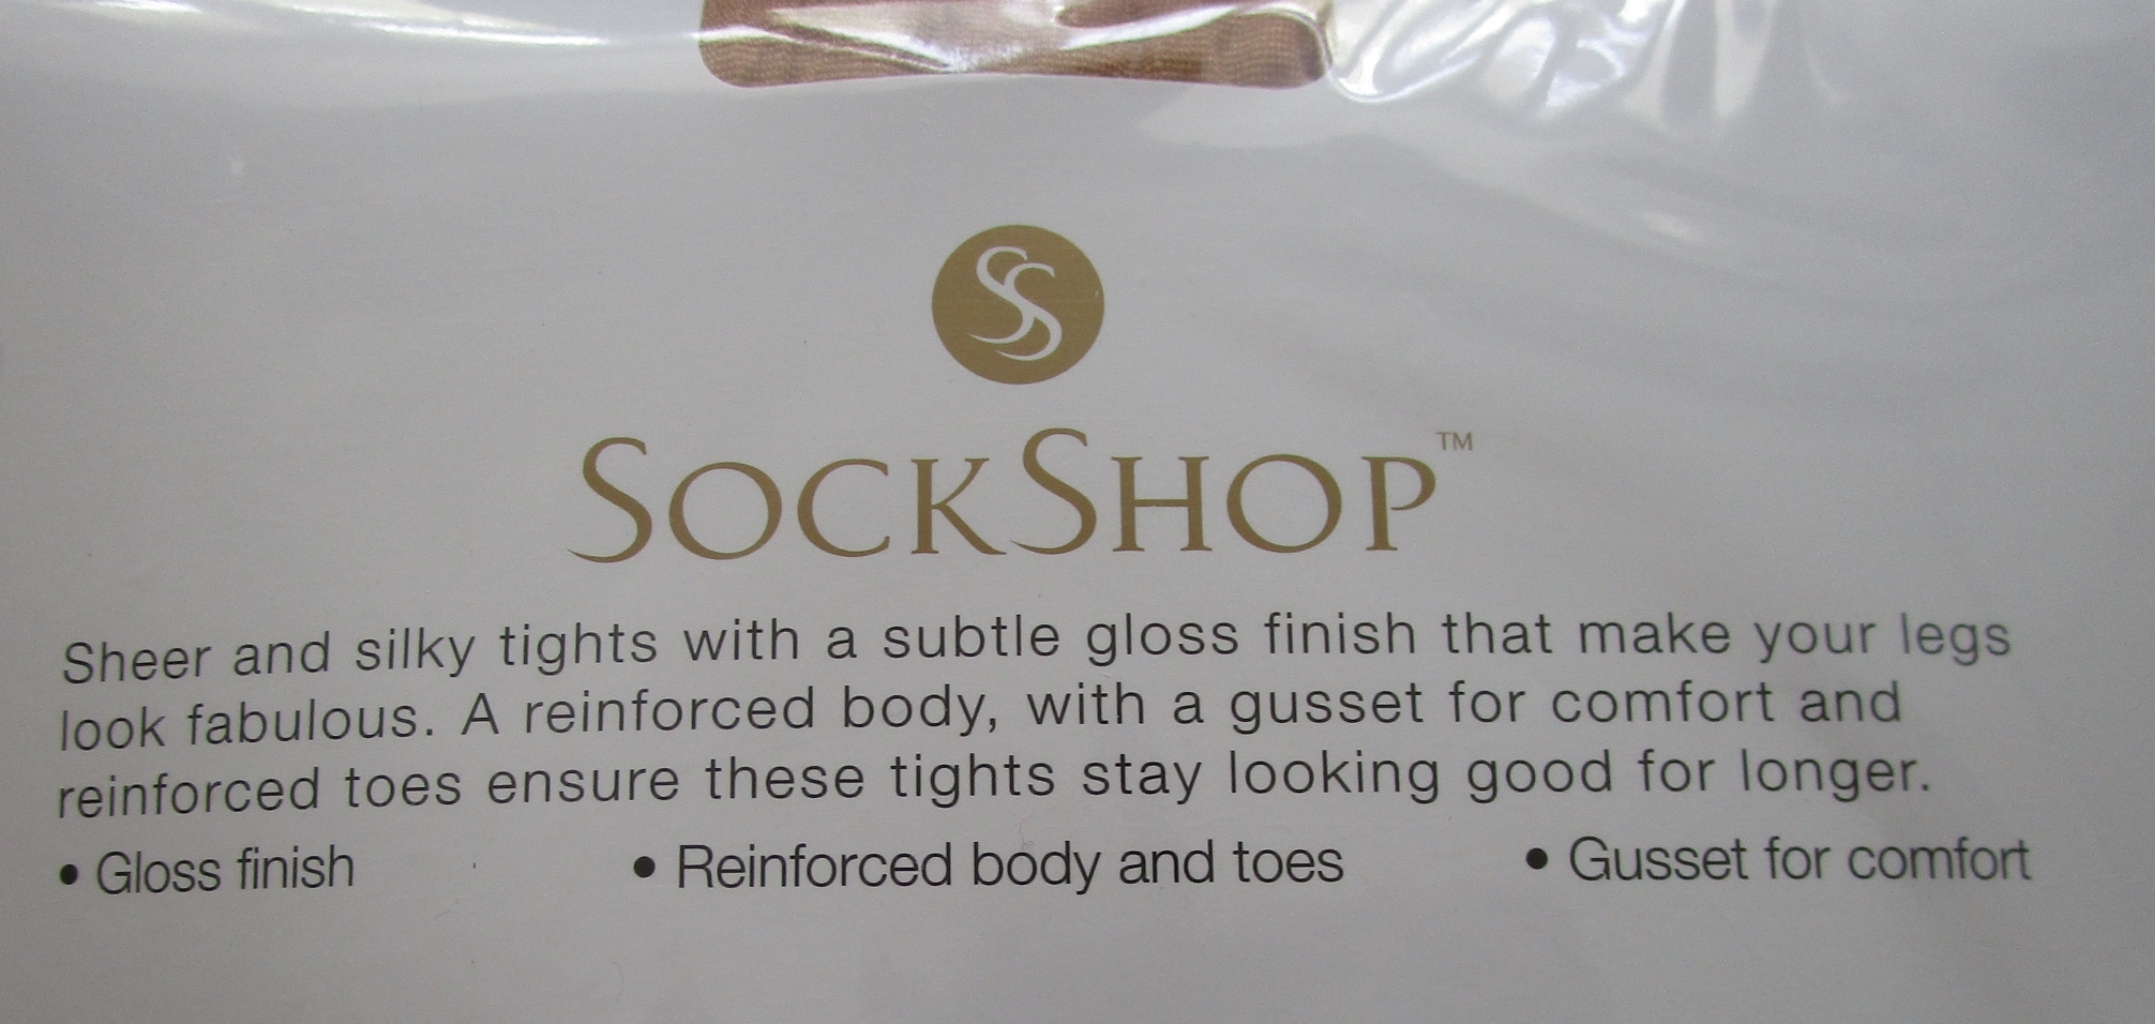 SS
SOCKSHOP™
Sheer and silky tights with a subtle gloss finish that make your legs
look fabulous. A reinforced body, with a gusset for comfort and
reinforced toes ensure these tights stay looking good for longer.
• Gloss finish • Reinforced body and toes • Gusset for comfort